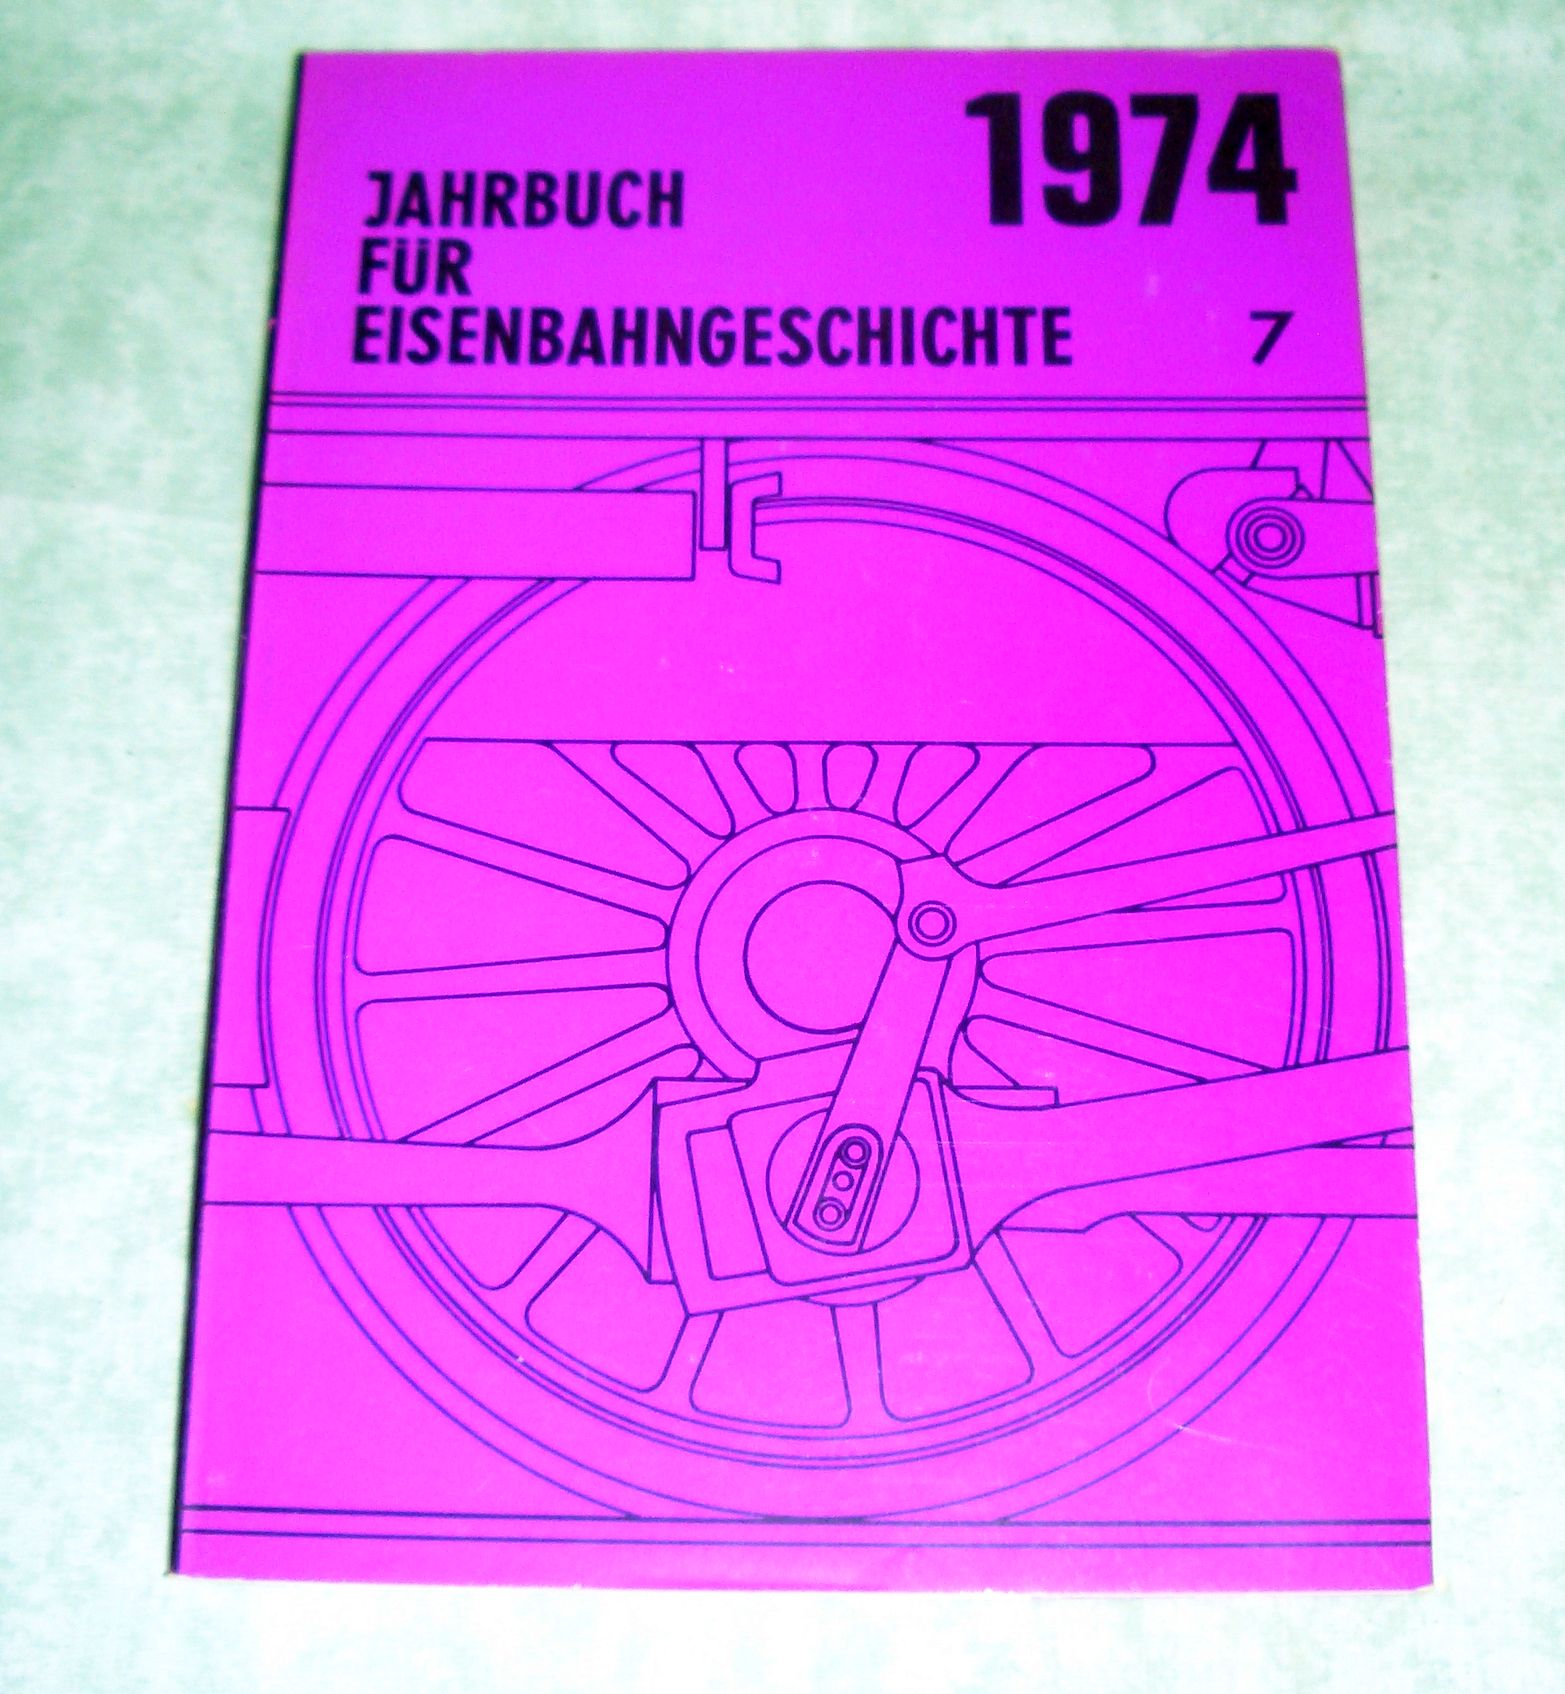 1974
JAHRBUCH
FÜR
EISENBAHNGESCHICHTE 7